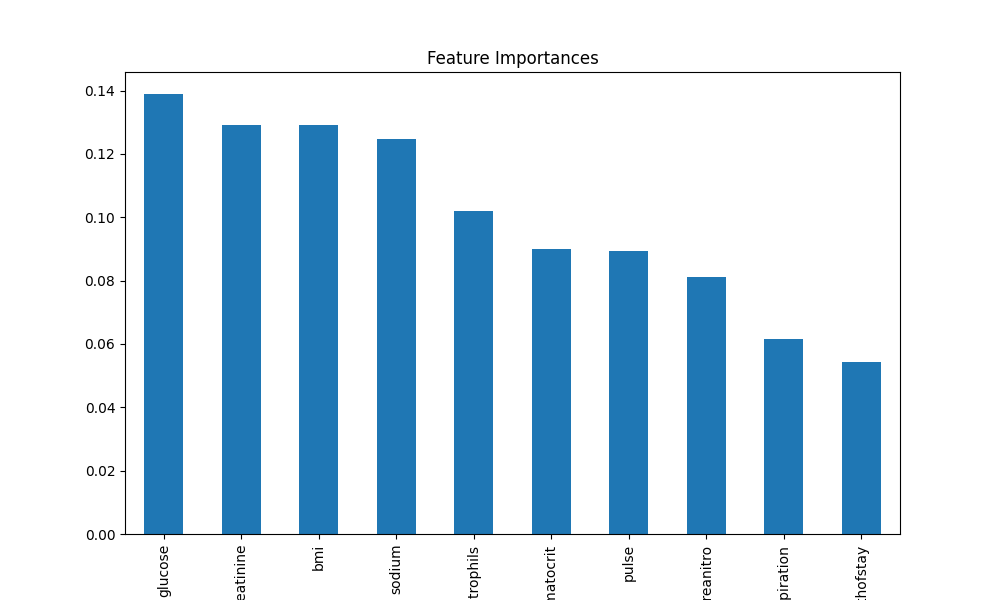 Feature Importances
0.14
0.12
0.10
0.08
0.06
0.04
0.02
0.00
glucose
eatinine
bmi
sodium
trophils
natocrit
pulse
reanitro
piration
thofstay